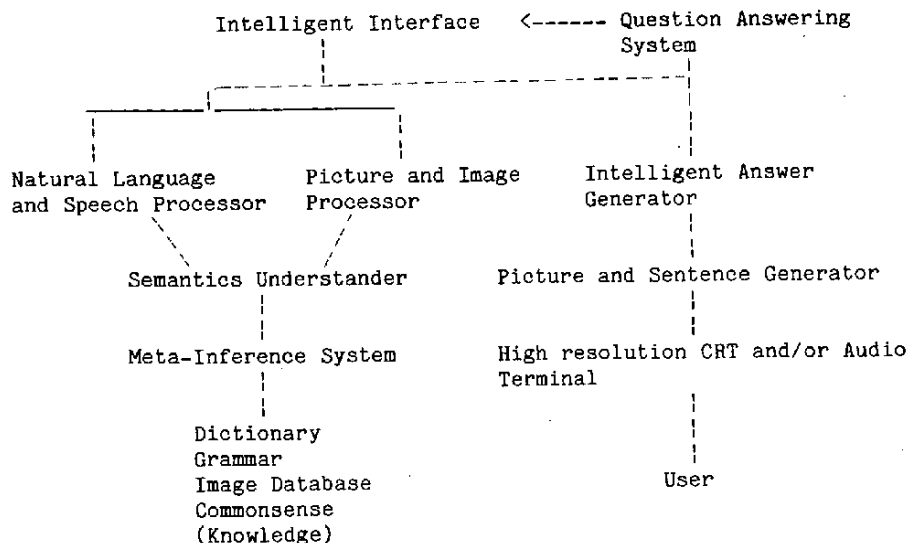 Intelligent Interface <------ Question Answering
System
Natural Language
and Speech Processor
Picture and Image
Processor
Intelligent Answer
Generator
Semantics Understander
Picture and Sentence Generator
Meta-Inference System
High resolution CRT and/or Audio
Terminal
Dictionary
Grammar
Image Database
Commonsense
(Knowledge)
User